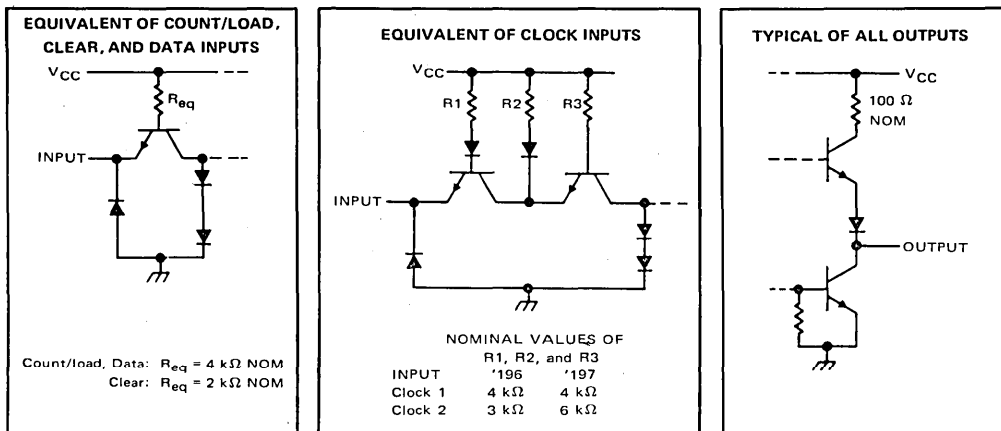 EQUIVALENT OF COUNT/LOAD,
CLEAR, AND DATA INPUTS
VCC
Req
INPUT
Count/load, Data: Req = 4 kΩ NOM
Clear: Req = 2 kΩ NOM
EQUIVALENT OF CLOCK INPUTS
VCC
R1 R2 R3
INPUT
NOMINAL VALUES OF
R1, R2, and R3
INPUT '196 '197
Clock 1 4 kΩ 4 kΩ
Clock 2 3 kΩ 6 kΩ
TYPICAL OF ALL OUTPUTS
VCC
100 Ω
NOM
OUTPUT